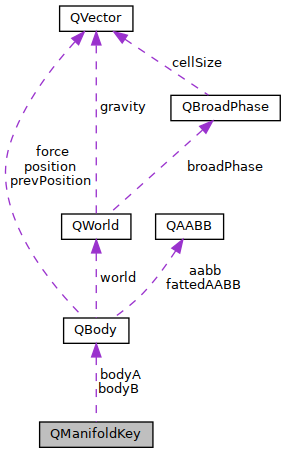 QVector
cellSize
gravity
QBroadPhase
force
position
prevPosition
broadPhase
QWorld
QAABB
world
aabb
fattedAABB
QBody
bodyA
bodyB
QManifoldKey